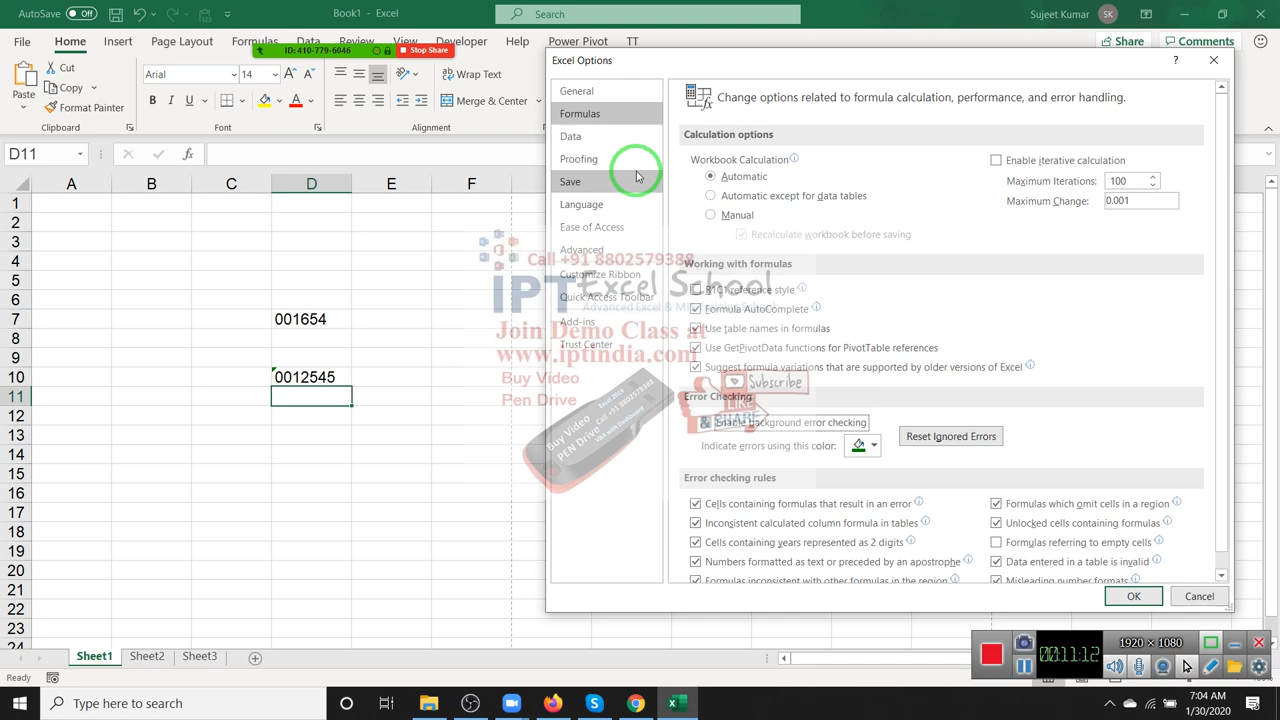 AutoSave Off Book1 - Excel Search Sujeet Kumar SK
File Home Insert Page Layout Formulas Data Review View Developer Help Power Pivot TT Share Comments
ID: 410-779-6046 Stop Share
Paste Cut Copy Format Painter
Arial 14 Wrap Text
B I U A Merge & Center
Clipboard Font Alignment
D11 fx
A B C D E F
1
2
3
4
5
6
7 001654
8
9
10 0012545
11
12
13
14
15
16
17
18
19
20
21
22
23
24
Excel Options ?
General
Formulas
Data
Proofing
Save
Language
Ease of Access
Advanced
Customize Ribbon
Quick Access Toolbar
Add-ins
Trust Center
Change options related to formula calculation, performance, and error handling.
Calculation options
Workbook Calculation
Automatic
Automatic except for data tables
Manual
Recalculate workbook before saving
Enable iterative calculation
Maximum Iterations: 100
Maximum Change: 0.001
Working with formulas
R1C1 reference style
Formula AutoComplete
Use table names in formulas
Use GetPivotData functions for PivotTable references
Suggest formula variations that are supported by older versions of Excel
Error Checking
Enable background error checking
Indicate errors using this color:
Reset Ignored Errors
Error checking rules
Cells containing formulas that result in an error
Inconsistent calculated column formula in tables
Cells containing years represented as 2 digits
Numbers formatted as text or preceded by an apostrophe
Formulas inconsistent with other formulas in the region
Formulas which omit cells in a region
Unlocked cells containing formulas
Formulas referring to empty cells
Data entered in a table is invalid
Misleading number formats
OK Cancel
Call +91 8802579388
iPT Excel School
Join Demo Class at
www.iptindia.com
Buy Video
Pen Drive
Subscribe
LIKE
SHARE
Buy Video
PEN DRIVE
Sheet1 Sheet2 Sheet3
Ready
00:11:12 1920 × 1080
Type here to search
7:04 AM
1/30/2020